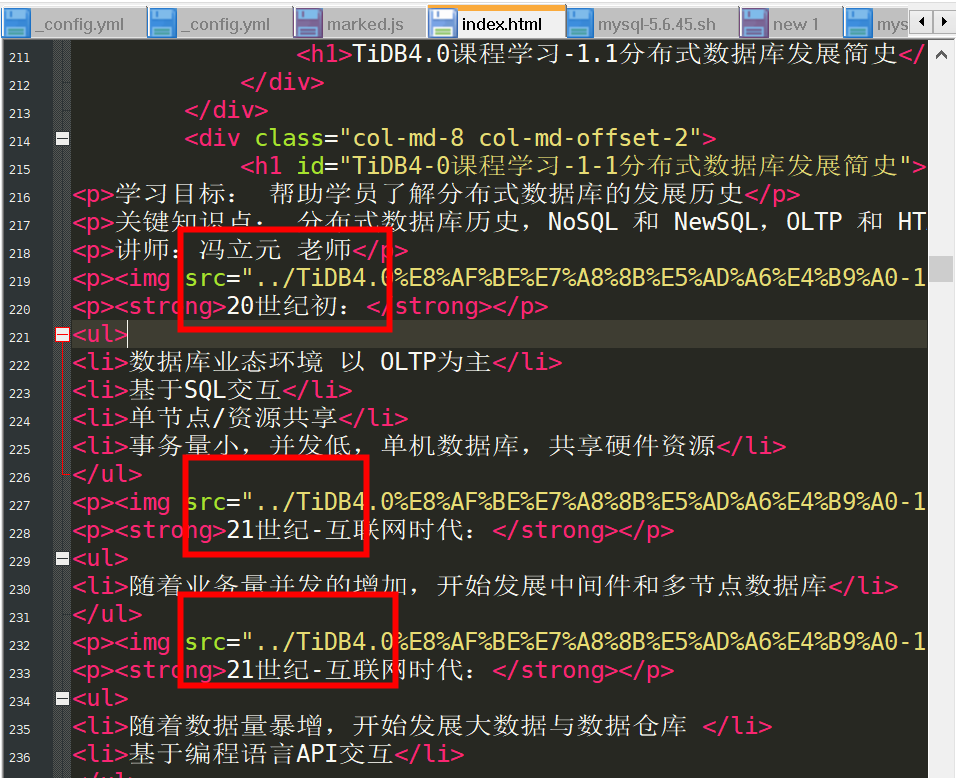 _config.yml _config.yml marked.js index.html mysql-5.6.45.sh new 1 mys
211 <h1>TiDB4.0课程学习-1.1分布式数据库发展简史</
212 </div>
213 </div>
214 <div class="col-md-8 col-md-offset-2">
215 <h1 id="TiDB4-0课程学习-1-1分布式数据库发展简史">
216 <p>学习目标： 帮助学员了解分布式数据库的发展历史</p>
217 <p>关键知识点： 分布式数据库历史，NoSQL 和 NewSQL，OLTP 和 HT
218 <p>讲师：冯立元 老师</p>
219 <p><img src="../TiDB4.0%E8%AF%BE%E7%A8%8B%E5%AD%A6%E4%B9%A0-1
220 <p><strong>20世纪初：</strong></p>
221 <ul>
222 <li>数据库业态环境 以 OLTP为主</li>
223 <li>基于SQL交互</li>
224 <li>单节点/资源共享</li>
225 <li>事务量小，并发低，单机数据库，共享硬件资源</li>
226 </ul>
227 <p><img src="../TiDB4.0%E8%AF%BE%E7%A8%8B%E5%AD%A6%E4%B9%A0-1
228 <p><strong>21世纪-互联网时代：</strong></p>
229 <ul>
230 <li>随着业务量并发的增加，开始发展中间件和多节点数据库</li>
231 </ul>
232 <p><img src="../TiDB4.0%E8%AF%BE%E7%A8%8B%E5%AD%A6%E4%B9%A0-1
233 <p><strong>21世纪-互联网时代：</strong></p>
234 <ul>
235 <li>随着数据量暴增，开始发展大数据与数据仓库 </li>
236 <li>基于编程语言API交互</li>